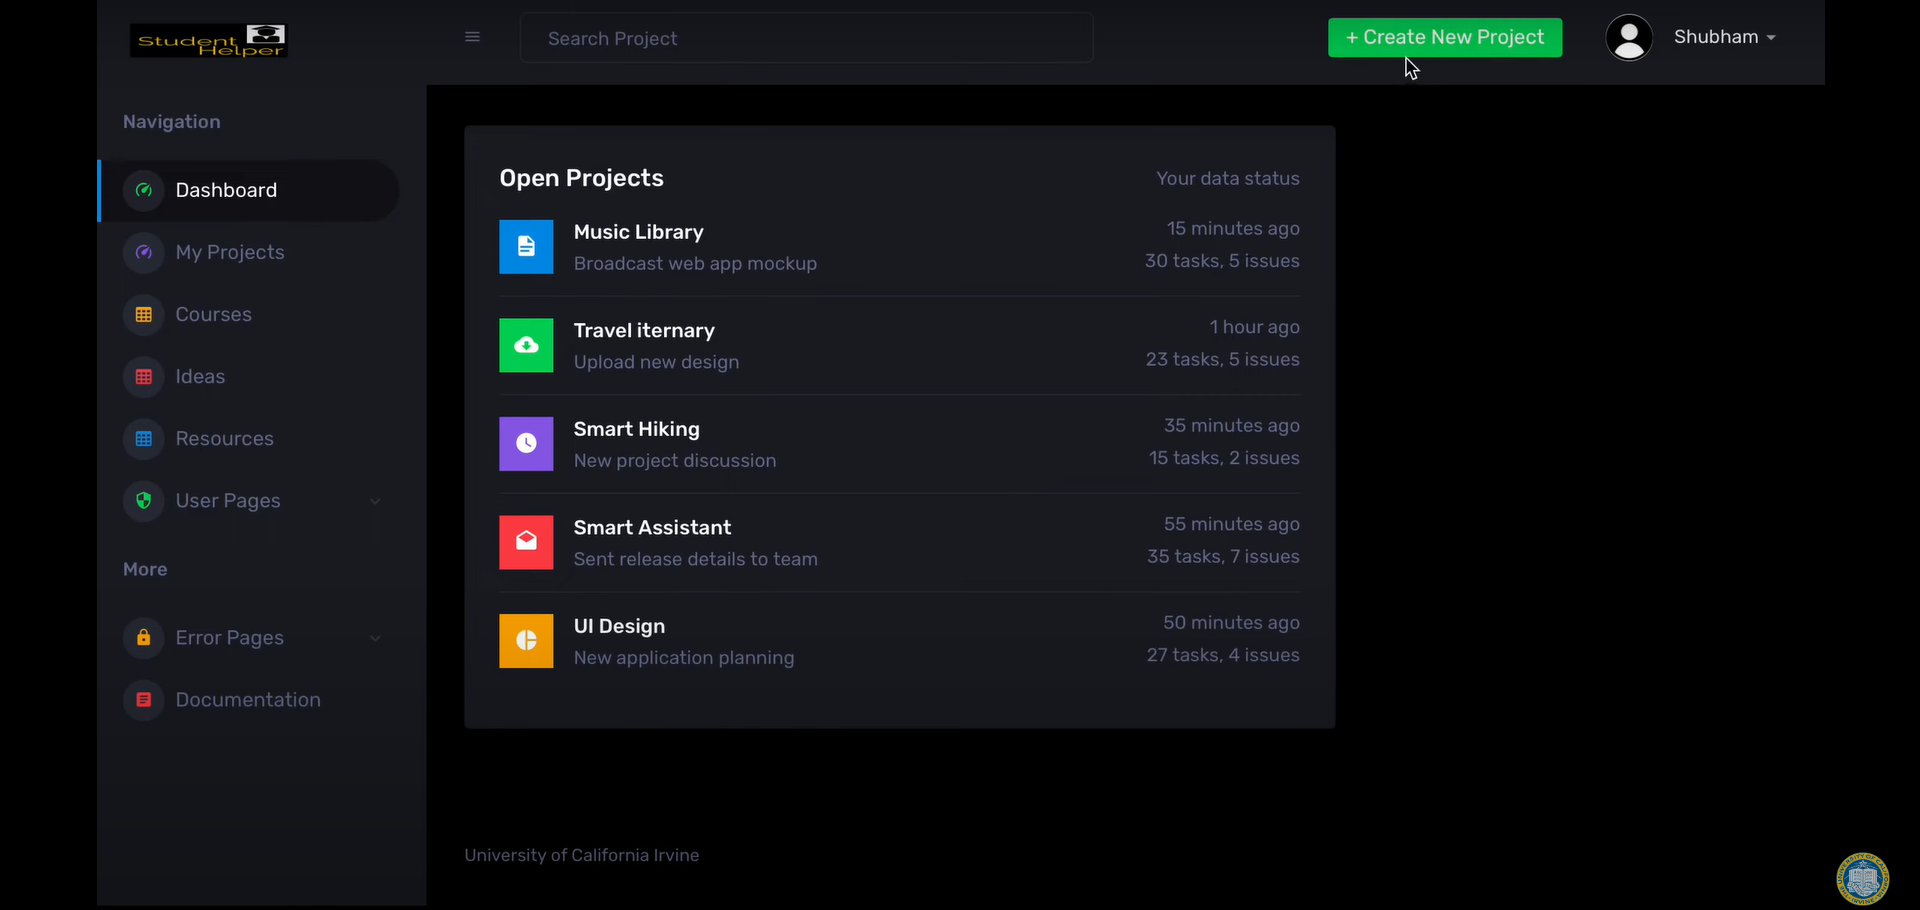 Student
Helper
Search Project
+ Create New Project
Shubham
Navigation
Dashboard
My Projects
Courses
Ideas
Resources
User Pages
More
Error Pages
Documentation
Open Projects
Your data status
Music Library
15 minutes ago
Broadcast web app mockup
30 tasks, 5 issues
Travel iternary
1 hour ago
Upload new design
23 tasks, 5 issues
Smart Hiking
35 minutes ago
New project discussion
15 tasks, 2 issues
Smart Assistant
55 minutes ago
Sent release details to team
35 tasks, 7 issues
UI Design
50 minutes ago
New application planning
27 tasks, 4 issues
University of California Irvine